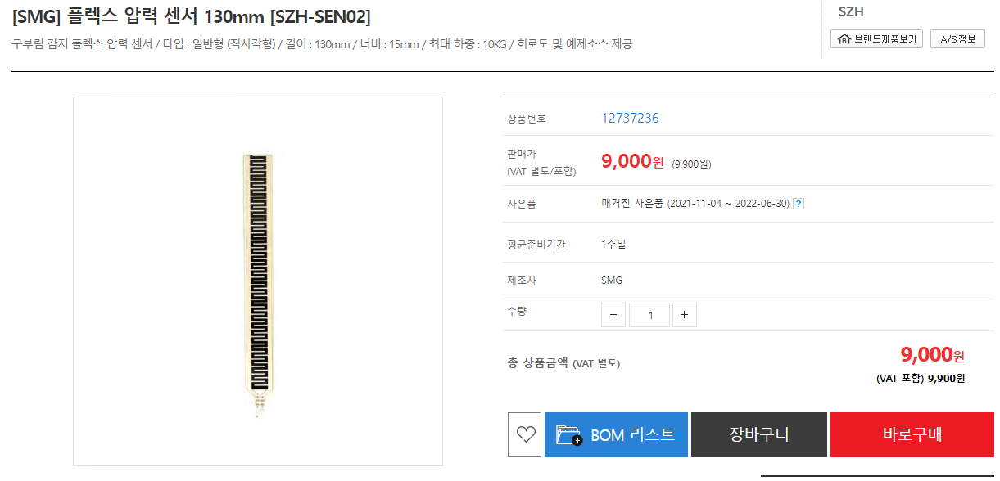 [SMG] 플렉스 압력 센서 130mm [SZH-SEN02]
구부림 감지 플렉스 압력 센서 / 타입 : 일반형 (직사각형) / 길이 : 130mm / 너비 : 15mm / 최대 하중 : 10KG / 회로도 및 예제소스 제공
SZH
브랜드제품보기 A/S정보
상품번호 12737236
판매가
(VAT 별도/포함) 9,000원 (9,900원)
사은품 매거진 사은품 (2021-11-04 ~ 2022-06-30) ?
평균준비기간 1주일
제조사 SMG
수량 − 1 +
총 상품금액 (VAT 별도) 9,000원
(VAT 포함) 9,900원
BOM 리스트 장바구니 바로구매